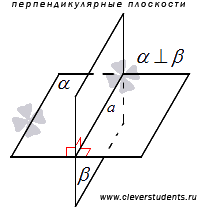 перпендикулярные плоскости
α ⊥ β
α
a
β
www.cleverstudents.ru